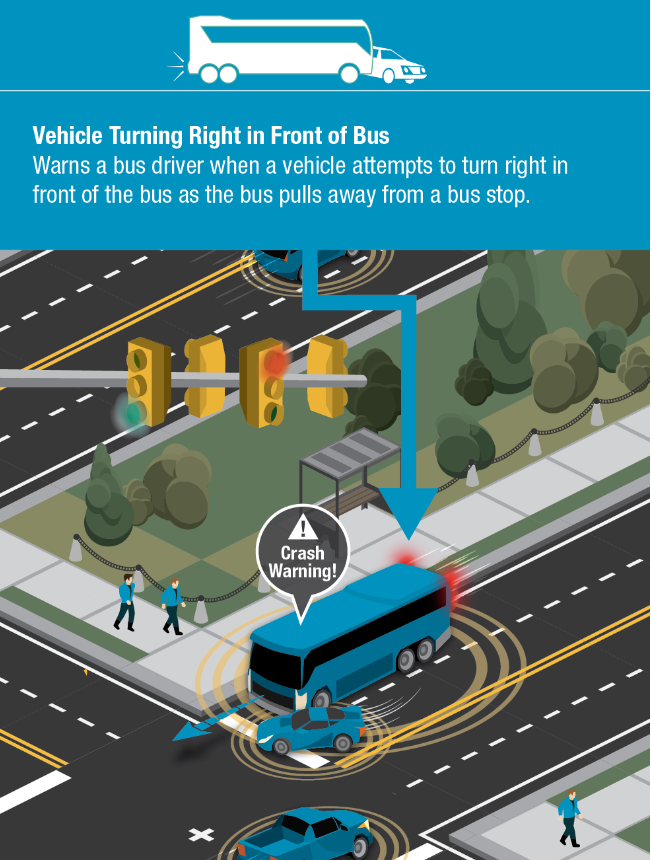 Vehicle Turning Right in Front of Bus
Warns a bus driver when a vehicle attempts to turn right in
front of the bus as the bus pulls away from a bus stop.
!
Crash
Warning!